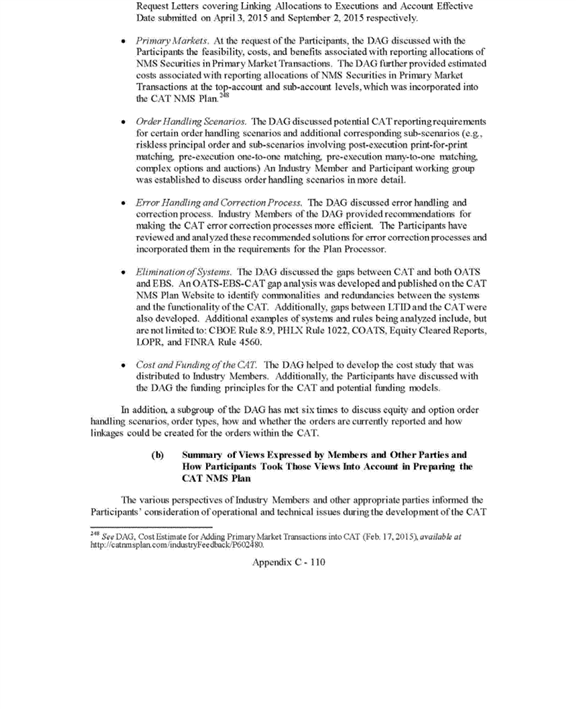 Request Letters covering Linking Allocations to Executions and Account Effective
Date submitted on April 3, 2015 and September 2, 2015 respectively.
• Primary Markets. At the request of the Participants, the DAG discussed with the
Participants the feasibility, costs, and benefits associated with reporting allocations of
NMS Securities in Primary Market Transactions. The DAG further provided estimated
costs associated with reporting allocations of NMS Securities in Primary Market
Transactions at the top-account and sub-account levels, which was incorporated into
the CAT NMS Plan.248
• Order Handling Scenarios. The DAG discussed potential CAT reporting requirements
for certain order handling scenarios and additional corresponding sub-scenarios (e.g.,
riskless principal order and sub-scenarios involving post-execution print-for-print
matching, pre-execution one-to-one matching, pre-execution many-to-one matching,
complex options and auctions) An Industry Member and Participant working group
was established to discuss order handling scenarios in more detail.
• Error Handling and Correction Process. The DAG discussed error handling and
correction process. Industry Members of the DAG provided recommendations for
making the CAT error correction processes more efficient. The Participants have
reviewed and analyzed these recommended solutions for error correction processes and
incorporated them in the requirements for the Plan Processor.
• Elimination of Systems. The DAG discussed the gaps between CAT and both OATS
and EBS. An OATS-EBS-CAT gap analysis was developed and published on the CAT
NMS Plan Website to identify commonalities and redundancies between the systems
and the functionality of the CAT. Additionally, gaps between LTID and the CAT were
also developed. Additional examples of systems and rules being analyzed include, but
are not limited to: CBOE Rule 8.9, PHLX Rule 1022, COATS, Equity Cleared Reports,
LOPR, and FINRA Rule 4560.
• Cost and Funding of the CAT. The DAG helped to develop the cost study that was
distributed to Industry Members. Additionally, the Participants have discussed with
the DAG the funding principles for the CAT and potential funding models.
In addition, a subgroup of the DAG has met six times to discuss equity and option order
handling scenarios, order types, how and whether the orders are currently reported and how
linkages could be created for the orders within the CAT.
(b) Summary of Views Expressed by Members and Other Parties and
How Participants Took Those Views Into Account in Preparing the
CAT NMS Plan
The various perspectives of Industry Members and other appropriate parties informed the
Participants' consideration of operational and technical issues during the development of the CAT
248 See DAG, Cost Estimate for Adding Primary Market Transactions into CAT (Feb. 17, 2015), available at
http://catnmsplan.com/industryFeedback/P602480.
Appendix C - 110